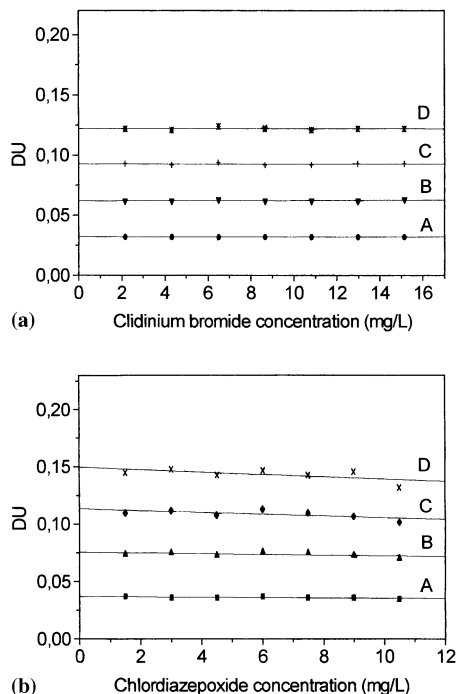 0,20
0,15
DU
0,10
0,05
0,00
D
C
B
A
0 2 4 6 8 10 12 14 16
(a) Clidinium bromide concentration (mg/L)
0,20
0,15
DU
0,10
0,05
0,00
D
C
B
A
0 2 4 6 8 10 12
(b) Chlordiazepoxide concentration (mg/L)